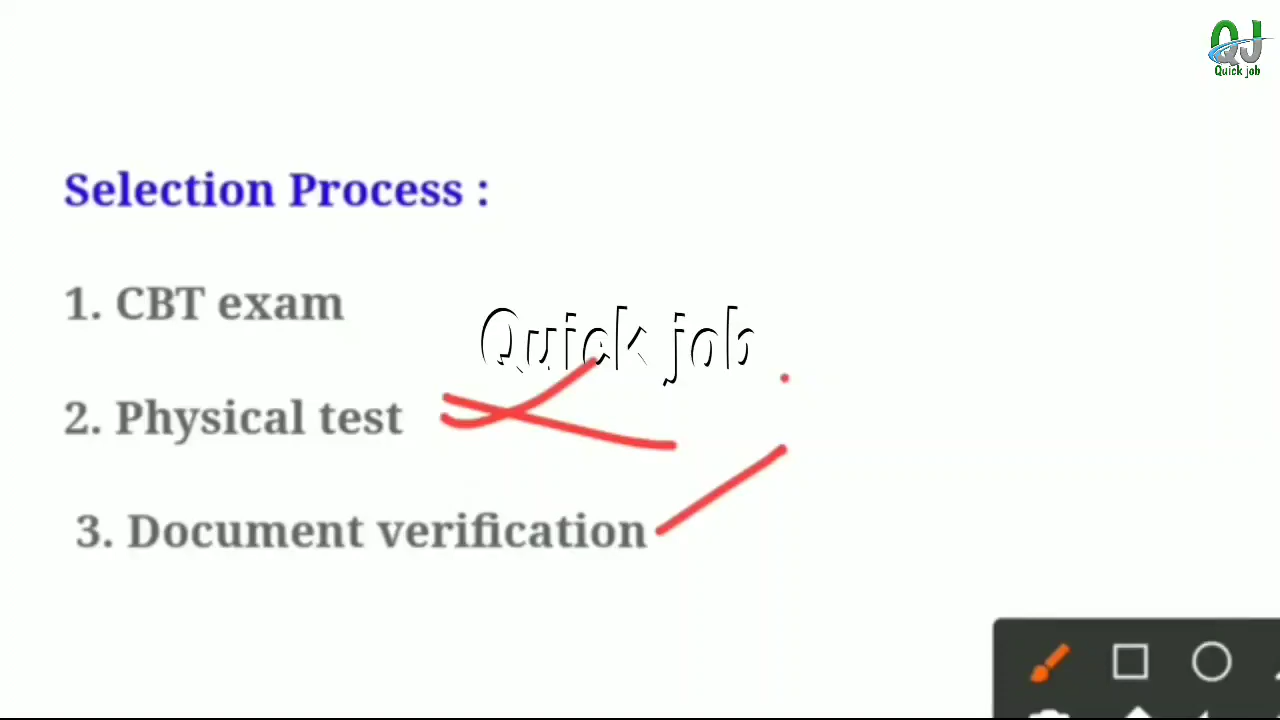 QJ
Quick job
Selection Process :
1. CBT exam
Quick job
2. Physical test
3. Document verification